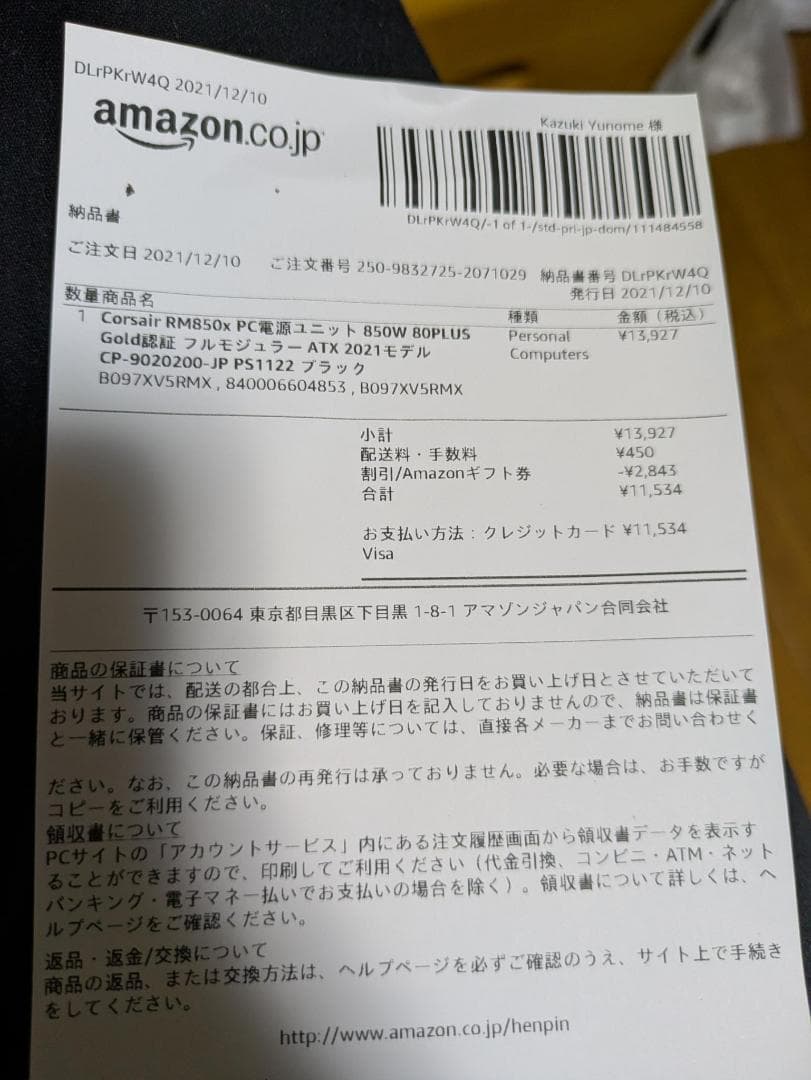 DLrPKrW4Q 2021/12/10
amazon.co.jp
Kazuki Yunome 様
DLrPKrW4Q/-1 of 1-/std-pri-jp-dom/111484558
納品書
ご注文日 2021/12/10 ご注文番号 250-9832725-2071029 納品書番号 DLrPKrW4Q
発行日 2021/12/10
数量 商品名 種類 金額（税込）
1 Corsair RM850x PC電源ユニット 850W 80PLUS Personal ¥13,927
Gold認証 フルモジュラー ATX 2021モデル Computers
CP-9020200-JP PS1122 ブラック
B097XV5RMX , 840006604853 , B097XV5RMX
小計 ¥13,927
配送料・手数料 ¥450
割引/Amazonギフト券 -¥2,843
合計 ¥11,534
お支払い方法：クレジットカード ¥11,534
Visa
〒153-0064 東京都目黒区下目黒 1-8-1 アマゾンジャパン合同会社
商品の保証書について
当サイトでは、配送の都合上、この納品書の発行日をお買い上げ日とさせていただいて
おります。商品の保証書にはお買い上げ日を記入しておりませんので、納品書は保証書
と一緒に保管ください。保証、修理等については、直接各メーカーまでお問い合わせく
ださい。なお、この納品書の再発行は承っておりません。必要な場合は、お手数ですが
コピーをご利用ください。
領収書について
PCサイトの「アカウントサービス」内にある注文履歴画面から領収書データを表示す
ることができますので、印刷してご利用ください（代金引換、コンビニ・ATM・ネット
バンキング・電子マネー払いでお支払いの場合を除く）。領収書について詳しくは、ヘ
ルプページをご確認ください。
返品・返金/交換について
商品の返品、または交換方法は、ヘルプページを必ずご確認のうえ、サイト上で手続き
をしてください。
http://www.amazon.co.jp/henpin